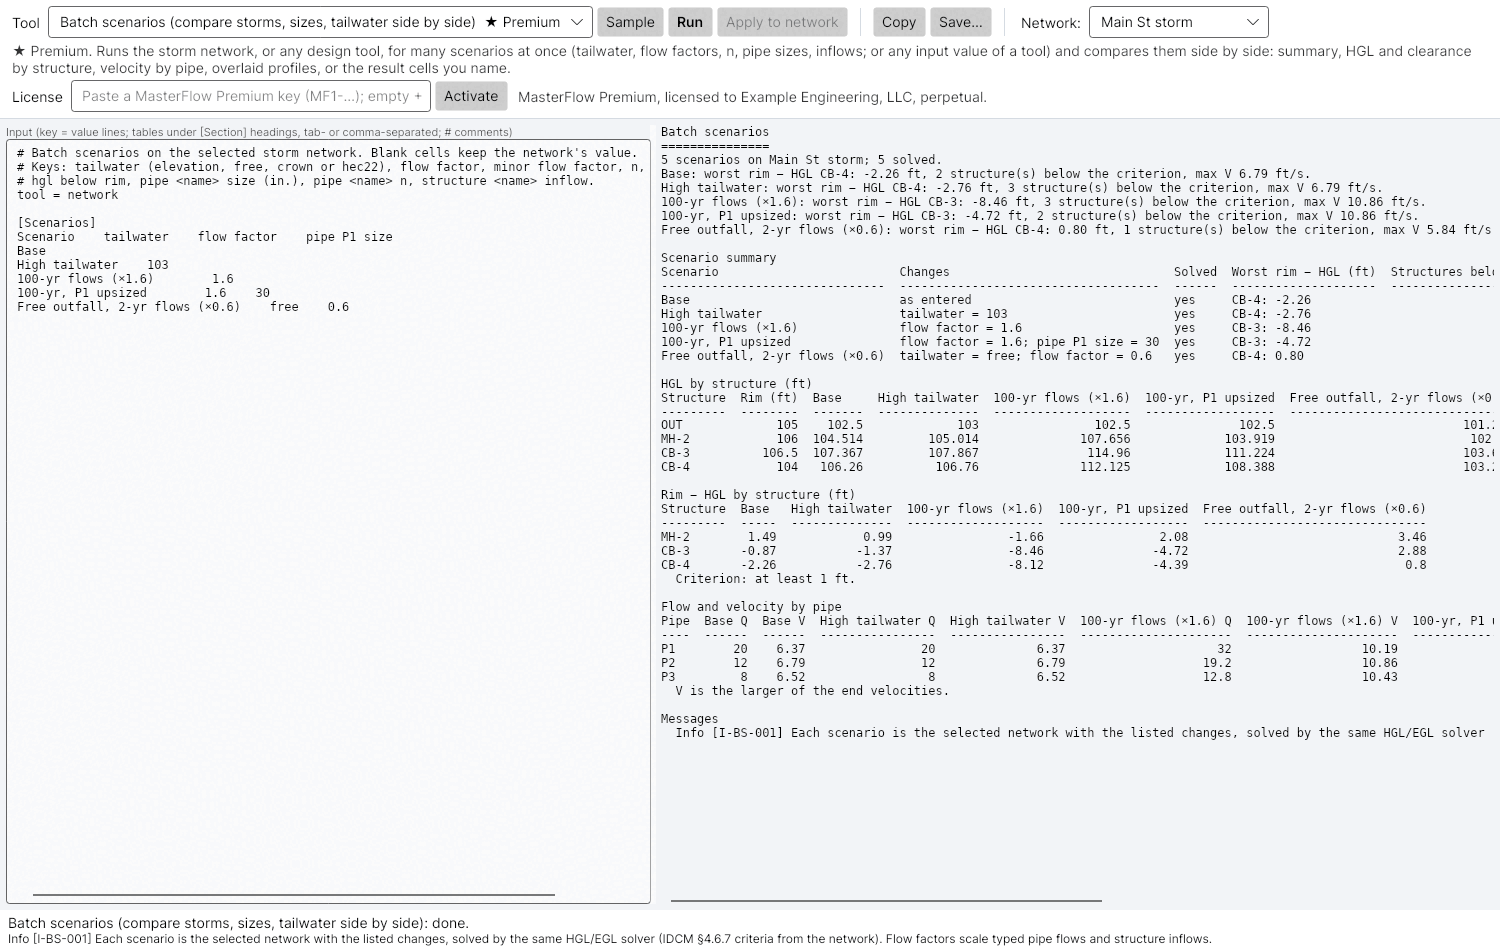 Tool Batch scenarios (compare storms, sizes, tailwater side by side) ★ Premium Sample Run Apply to network Copy Save... Network: Main St storm
★ Premium. Runs the storm network, or any design tool, for many scenarios at once (tailwater, flow factors, n, pipe sizes, inflows; or any input value of a tool) and compares them side by side: summary, HGL and clearance
by structure, velocity by pipe, overlaid profiles, or the result cells you name.
License Paste a MasterFlow Premium key (MF1-...); empty + Activate MasterFlow Premium, licensed to Example Engineering, LLC, perpetual.
Input (key = value lines; tables under [Section] headings, tab- or comma-separated; # comments)
# Batch scenarios on the selected storm network. Blank cells keep the network's value.
# Keys: tailwater (elevation, free, crown or hec22), flow factor, minor flow factor, n,
# hgl below rim, pipe <name> size (in.), pipe <name> n, structure <name> inflow.
tool = network
[Scenarios]
Scenario tailwater flow factor pipe P1 size
Base
High tailwater 103
100-yr flows (×1.6) 1.6
100-yr, P1 upsized 1.6 30
Free outfall, 2-yr flows (×0.6) free 0.6
Batch scenarios
===============
5 scenarios on Main St storm; 5 solved.
Base: worst rim − HGL CB-4: -2.26 ft, 2 structure(s) below the criterion, max V 6.79 ft/s.
High tailwater: worst rim − HGL CB-4: -2.76 ft, 3 structure(s) below the criterion, max V 6.79 ft/s.
100-yr flows (×1.6): worst rim − HGL CB-3: -8.46 ft, 3 structure(s) below the criterion, max V 10.86 ft/s.
100-yr, P1 upsized: worst rim − HGL CB-3: -4.72 ft, 2 structure(s) below the criterion, max V 10.86 ft/s.
Free outfall, 2-yr flows (×0.6): worst rim − HGL CB-4: 0.80 ft, 1 structure(s) below the criterion, max V 5.84 ft/s
Scenario summary
Scenario Changes Solved Worst rim − HGL (ft) Structures
Base as entered yes CB-4: -2.26
High tailwater tailwater = 103 yes CB-4: -2.76
100-yr flows (×1.6) flow factor = 1.6 yes CB-3: -8.46
100-yr, P1 upsized flow factor = 1.6; pipe P1 size = 30 yes CB-3: -4.72
Free outfall, 2-yr flows (×0.6) tailwater = free; flow factor = 0.6 yes CB-4: 0.80
HGL by structure (ft)
Structure Rim (ft) Base High tailwater 100-yr flows (×1.6) 100-yr, P1 upsized Free outfall, 2-yr flows (×0
OUT 105 102.5 103 102.5 102.5 101.
MH-2 106 104.514 105.014 107.656 103.919 102
CB-3 106.5 107.367 107.867 114.96 111.224 103.
CB-4 104 106.26 106.76 112.125 108.388 103.
Rim − HGL by structure (ft)
Structure Base High tailwater 100-yr flows (×1.6) 100-yr, P1 upsized Free outfall, 2-yr flows (×0.6)
MH-2 1.49 0.99 -1.66 2.08 3.46
CB-3 -0.87 -1.37 -8.46 -4.72 2.88
CB-4 -2.26 -2.76 -8.12 -4.39 0.8
Criterion: at least 1 ft.
Flow and velocity by pipe
Pipe Base Q Base V High tailwater Q High tailwater V 100-yr flows (×1.6) Q 100-yr flows (×1.6) V 100-yr, P1
P1 20 6.37 20 6.37 32 10.19
P2 12 6.79 12 6.79 19.2 10.86
P3 8 6.52 8 6.52 12.8 10.43
V is the larger of the end velocities.
Messages
Info [I-BS-001] Each scenario is the selected network with the listed changes, solved by the same HGL/EGL solver
Batch scenarios (compare storms, sizes, tailwater side by side): done.
Info [I-BS-001] Each scenario is the selected network with the listed changes, solved by the same HGL/EGL solver (IDCM §4.6.7 criteria from the network). Flow factors scale typed pipe flows and structure inflows.